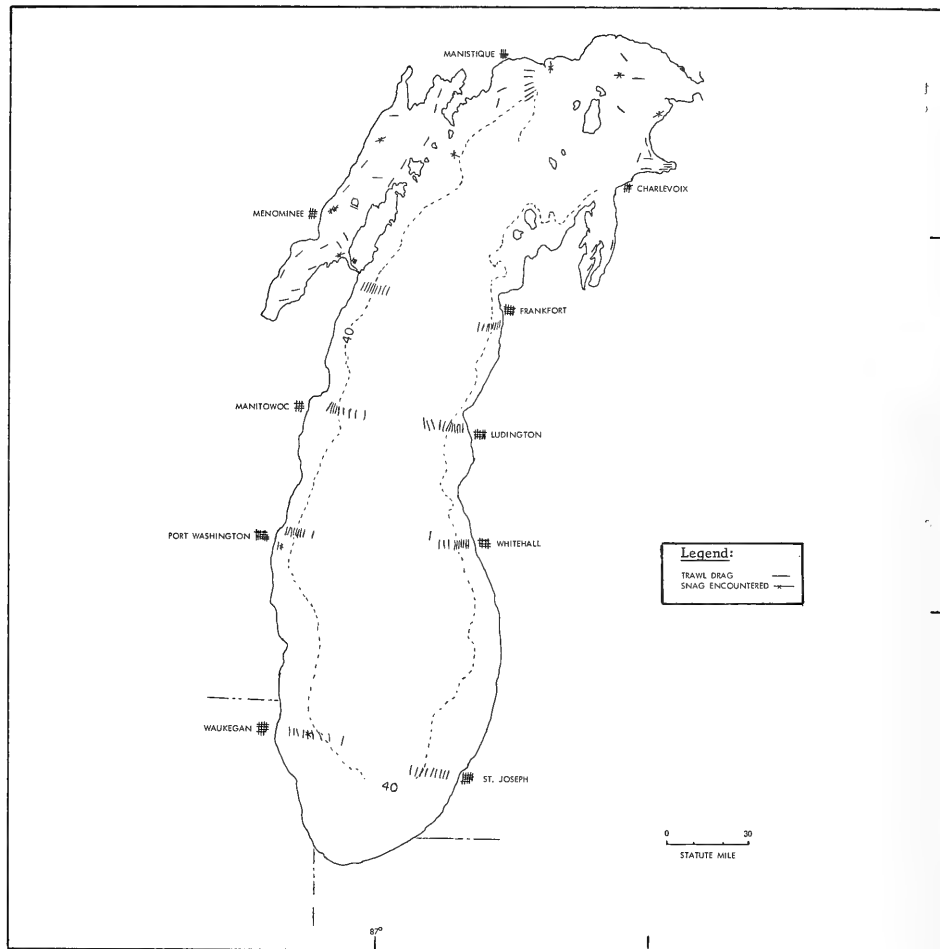 MANISTIQUE
CHARLEVOIX
MENOMINEE
FRANKFORT
40
MANITOWOC
LUDINGTON
PORT WASHINGTON
WHITEHALL
Legend:
TRAWL DRAG
SNAG ENCOUNTERED
WAUKEGAN
ST. JOSEPH
40
0 30
STATUTE MILE
87°